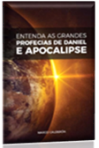 ENTENDA AS GRANDES
PROFECIAS DE DANIEL
E APOCALIPSE